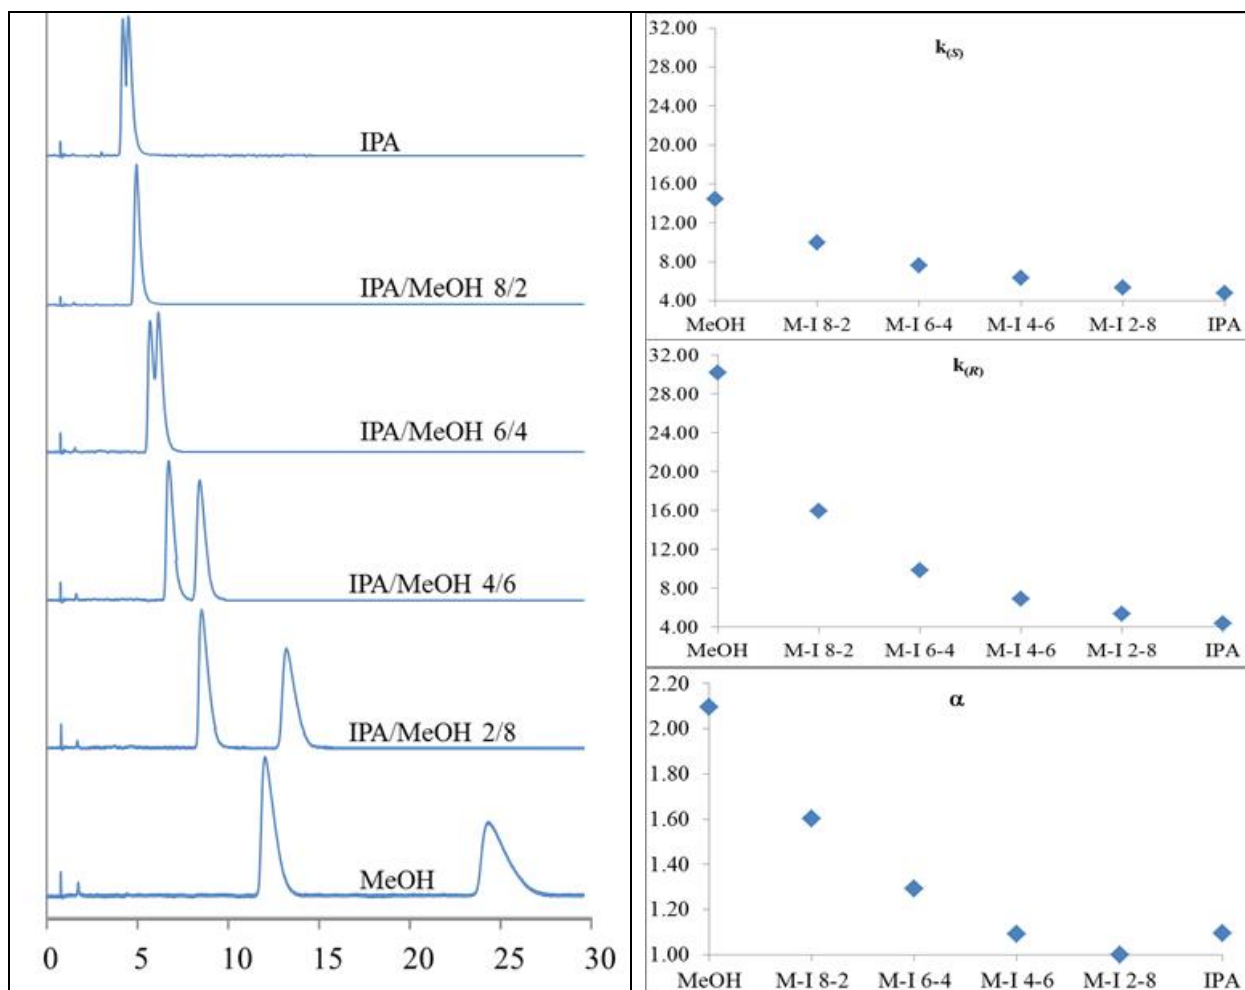 IPA
IPA/MeOH 8/2
IPA/MeOH 6/4
IPA/MeOH 4/6
IPA/MeOH 2/8
MeOH
0 5 10 15 20 25 30
k(S)
32.00
28.00
24.00
20.00
16.00
12.00
8.00
4.00
MeOH M-I 8-2 M-I 6-4 M-I 4-6 M-I 2-8 IPA
k(R)
32.00
28.00
24.00
20.00
16.00
12.00
8.00
4.00
MeOH M-I 8-2 M-I 6-4 M-I 4-6 M-I 2-8 IPA
α
2.20
2.00
1.80
1.60
1.40
1.20
1.00
MeOH M-I 8-2 M-I 6-4 M-I 4-6 M-I 2-8 IPA